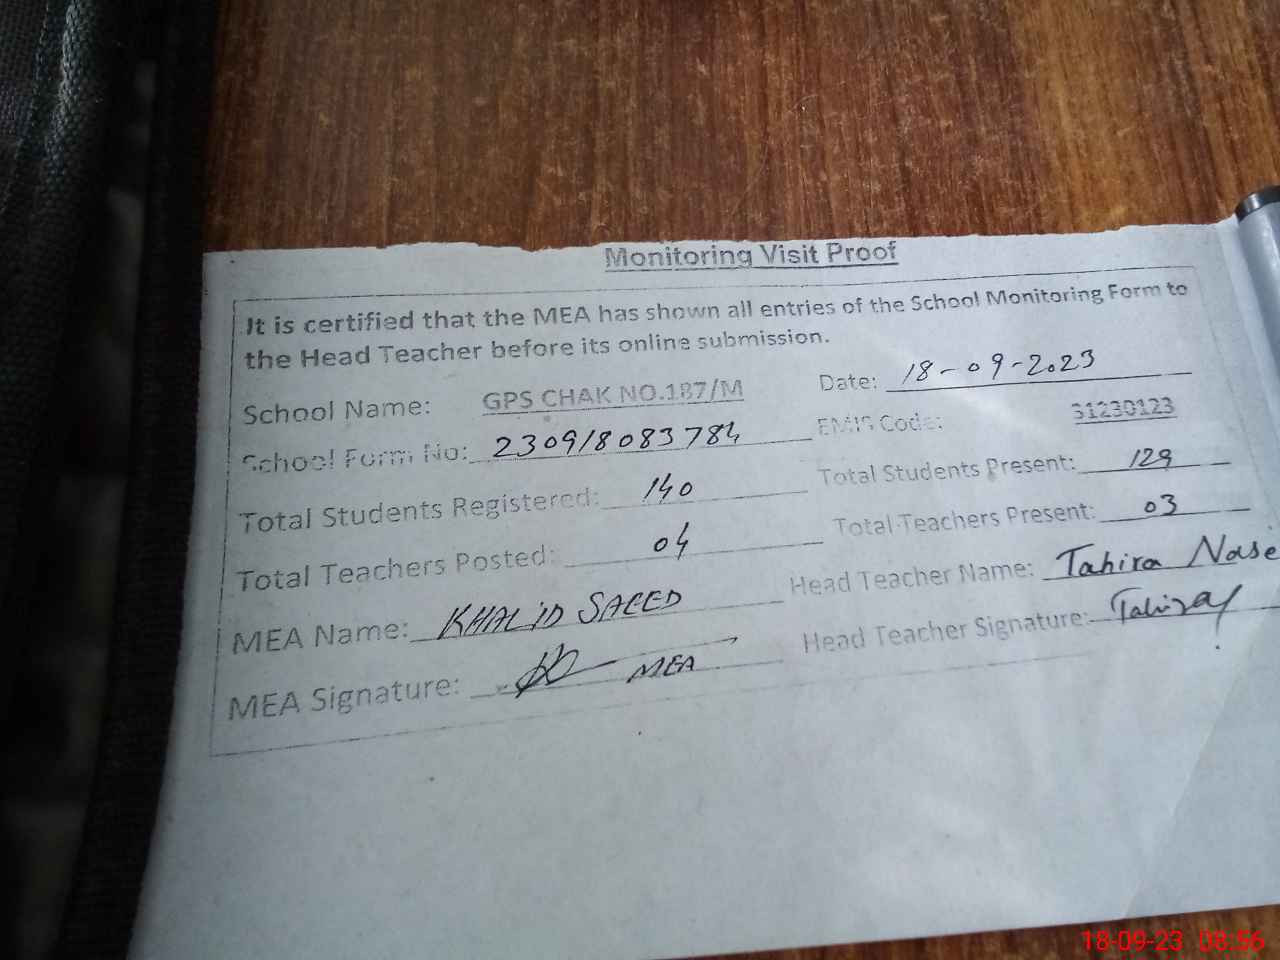 Monitoring Visit Proof
It is certified that the MEA has shown all entries of the School Monitoring Form to
the Head Teacher before its online submission.
School Name: GPS CHAK NO.187/M Date: 18-09-2023
School Form No: 230918083784 EMIS Code: 31230123
Total Students Registered: 140 Total Students Present: 129
Total Teachers Posted: 04 Total Teachers Present: 03
MEA Name: KHALID SAEED Head Teacher Name: Tahira Nase
MEA Signature: MEA Head Teacher Signature: Tahira
18-09-23 08:56